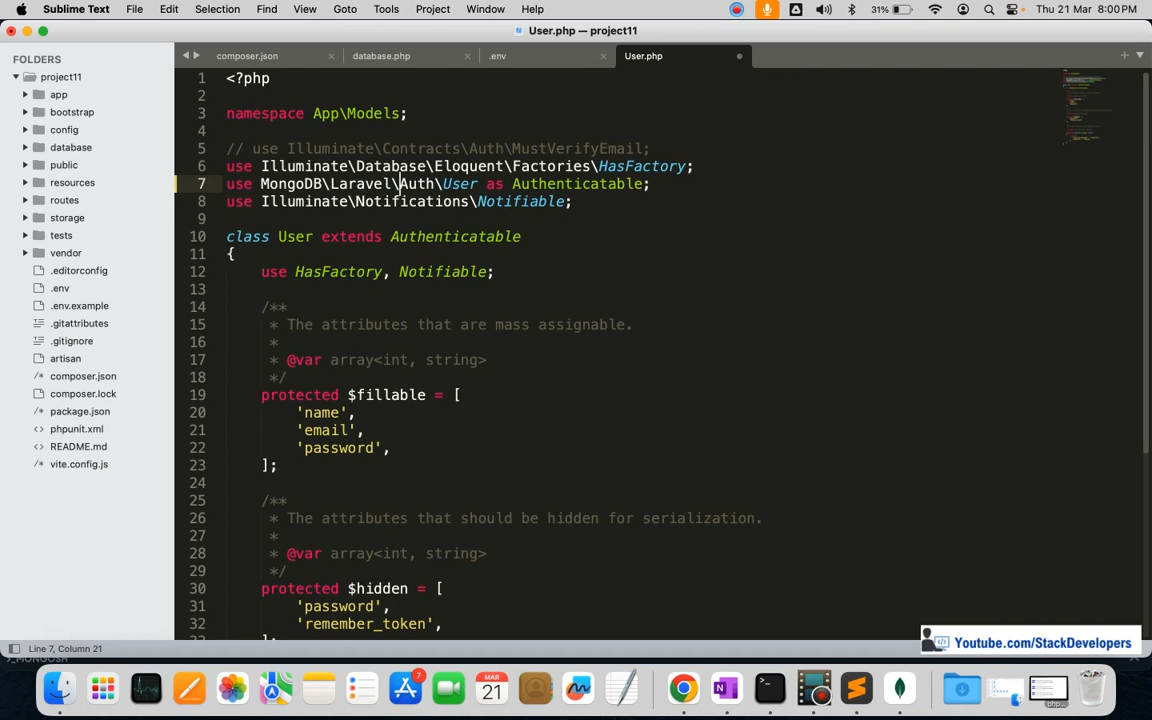 Sublime Text File Edit Selection Find View Goto Tools Project Window Help 31% Thu 21 Mar 8:00 PM
User.php — project11
FOLDERS
project11
app
bootstrap
config
database
public
resources
routes
storage
tests
vendor
.editorconfig
.env
.env.example
.gitattributes
.gitignore
artisan
composer.json
composer.lock
package.json
phpunit.xml
README.md
vite.config.js
composer.json database.php .env User.php
1 <?php
2
3 namespace App\Models;
4
5 // use Illuminate\Contracts\Auth\MustVerifyEmail;
6 use Illuminate\Database\Eloquent\Factories\HasFactory;
7 use MongoDB\Laravel\Auth\User as Authenticatable;
8 use Illuminate\Notifications\Notifiable;
9
10 class User extends Authenticatable
11 {
12 use HasFactory, Notifiable;
13
14 /**
15 * The attributes that are mass assignable.
16 *
17 * @var array<int, string>
18 */
19 protected $fillable = [
20 'name',
21 'email',
22 'password',
23 ];
24
25 /**
26 * The attributes that should be hidden for serialization.
27 *
28 * @var array<int, string>
29 */
30 protected $hidden = [
31 'password',
32 'remember_token',
Youtube.com/StackDevelopers
Line 7, Column 21
>_MONGOSH
7
MAR
21
php...